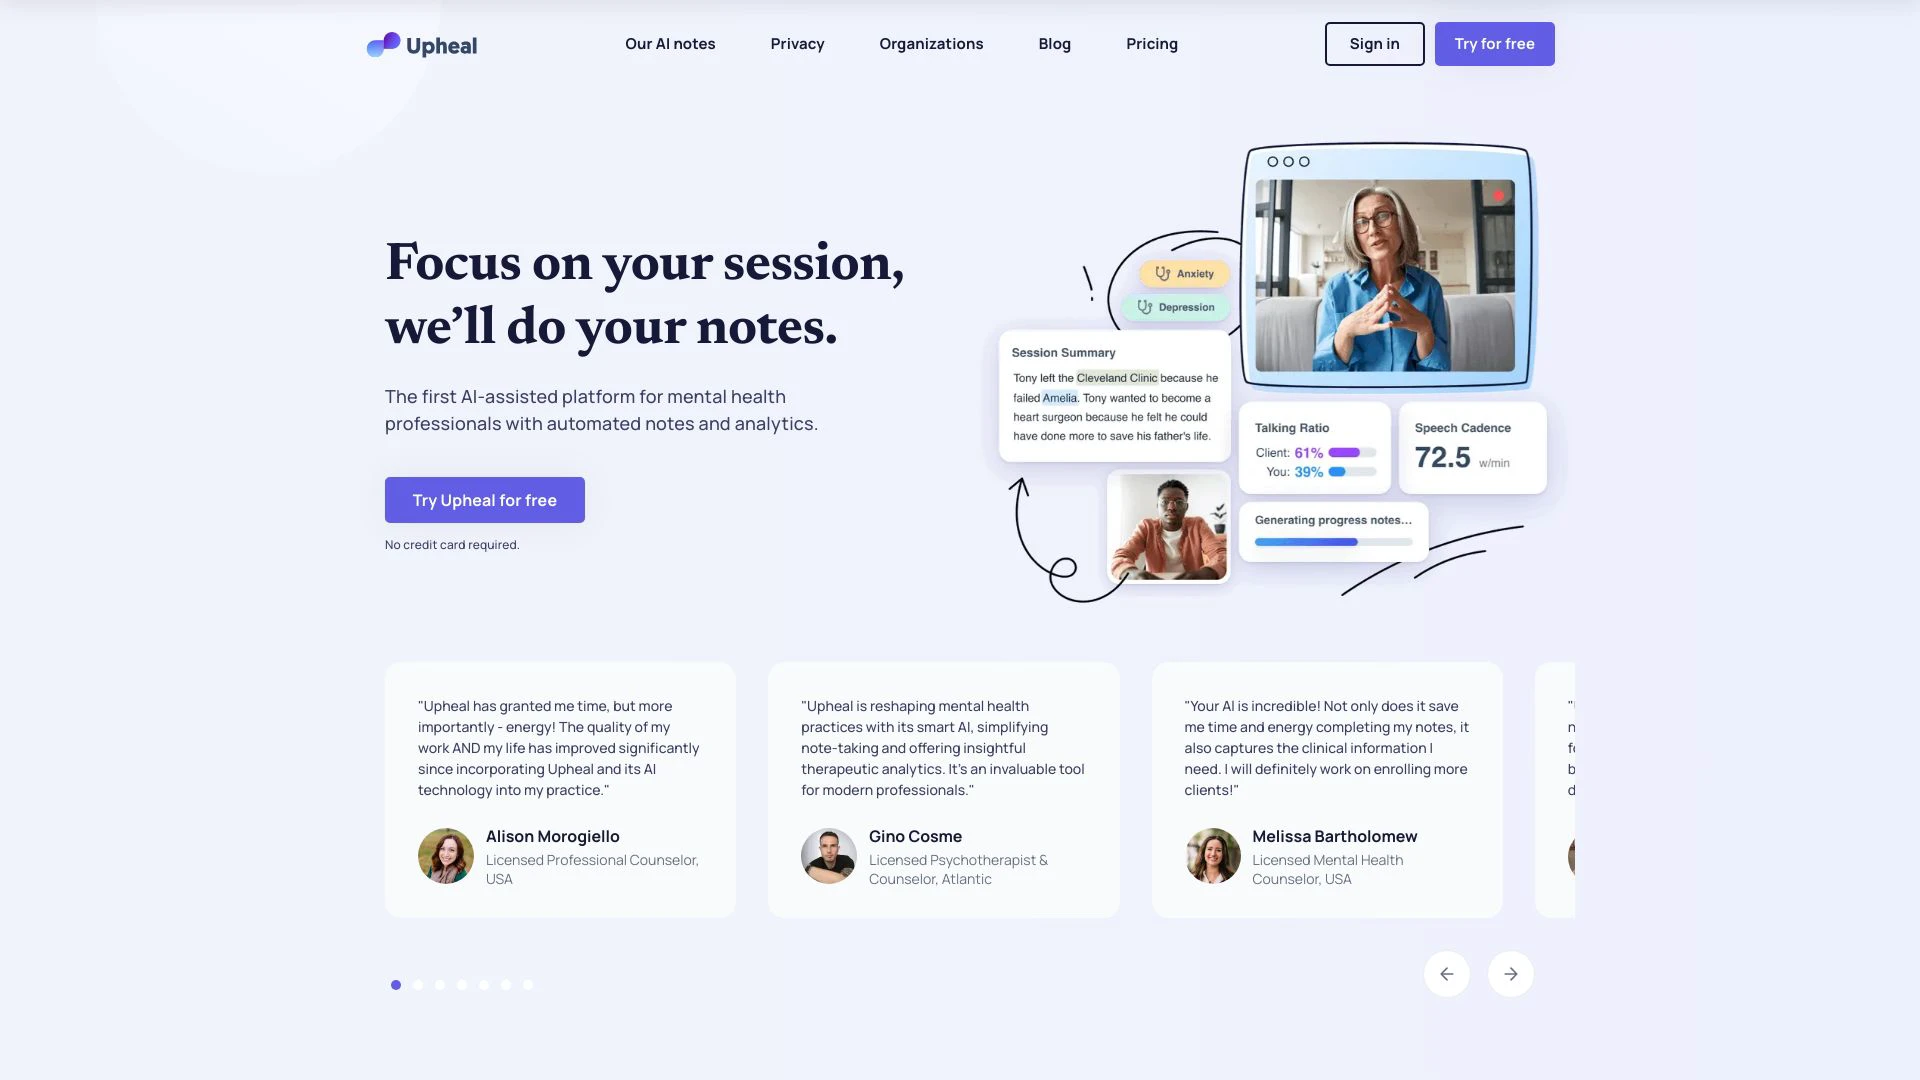 Upheal
Our AI notes
Privacy
Organizations
Blog
Pricing
Sign in
Try for free
Focus on your session,
we’ll do your notes.
The first AI-assisted platform for mental health
professionals with automated notes and analytics.
Try Upheal for free
No credit card required.
Anxiety
Depression
Session Summary
Tony left the Cleveland Clinic because he
failed Amelia. Tony wanted to become a
heart surgeon because he felt he could
have done more to save his father's life.
Talking Ratio
Client: 61%
You: 39%
Speech Cadence
72.5 w/min
Generating progress notes...
"Upheal has granted me time, but more
importantly - energy! The quality of my
work AND my life has improved significantly
since incorporating Upheal and its AI
technology into my practice."
Alison Morogiello
Licensed Professional Counselor,
USA
"Upheal is reshaping mental health
practices with its smart AI, simplifying
note-taking and offering insightful
therapeutic analytics. It's an invaluable tool
for modern professionals."
Gino Cosme
Licensed Psychotherapist &
Counselor, Atlantic
"Your AI is incredible! Not only does it save
me time and energy completing my notes, it
also captures the clinical information I
need. I will definitely work on enrolling more
clients!"
Melissa Bartholomew
Licensed Mental Health
Counselor, USA